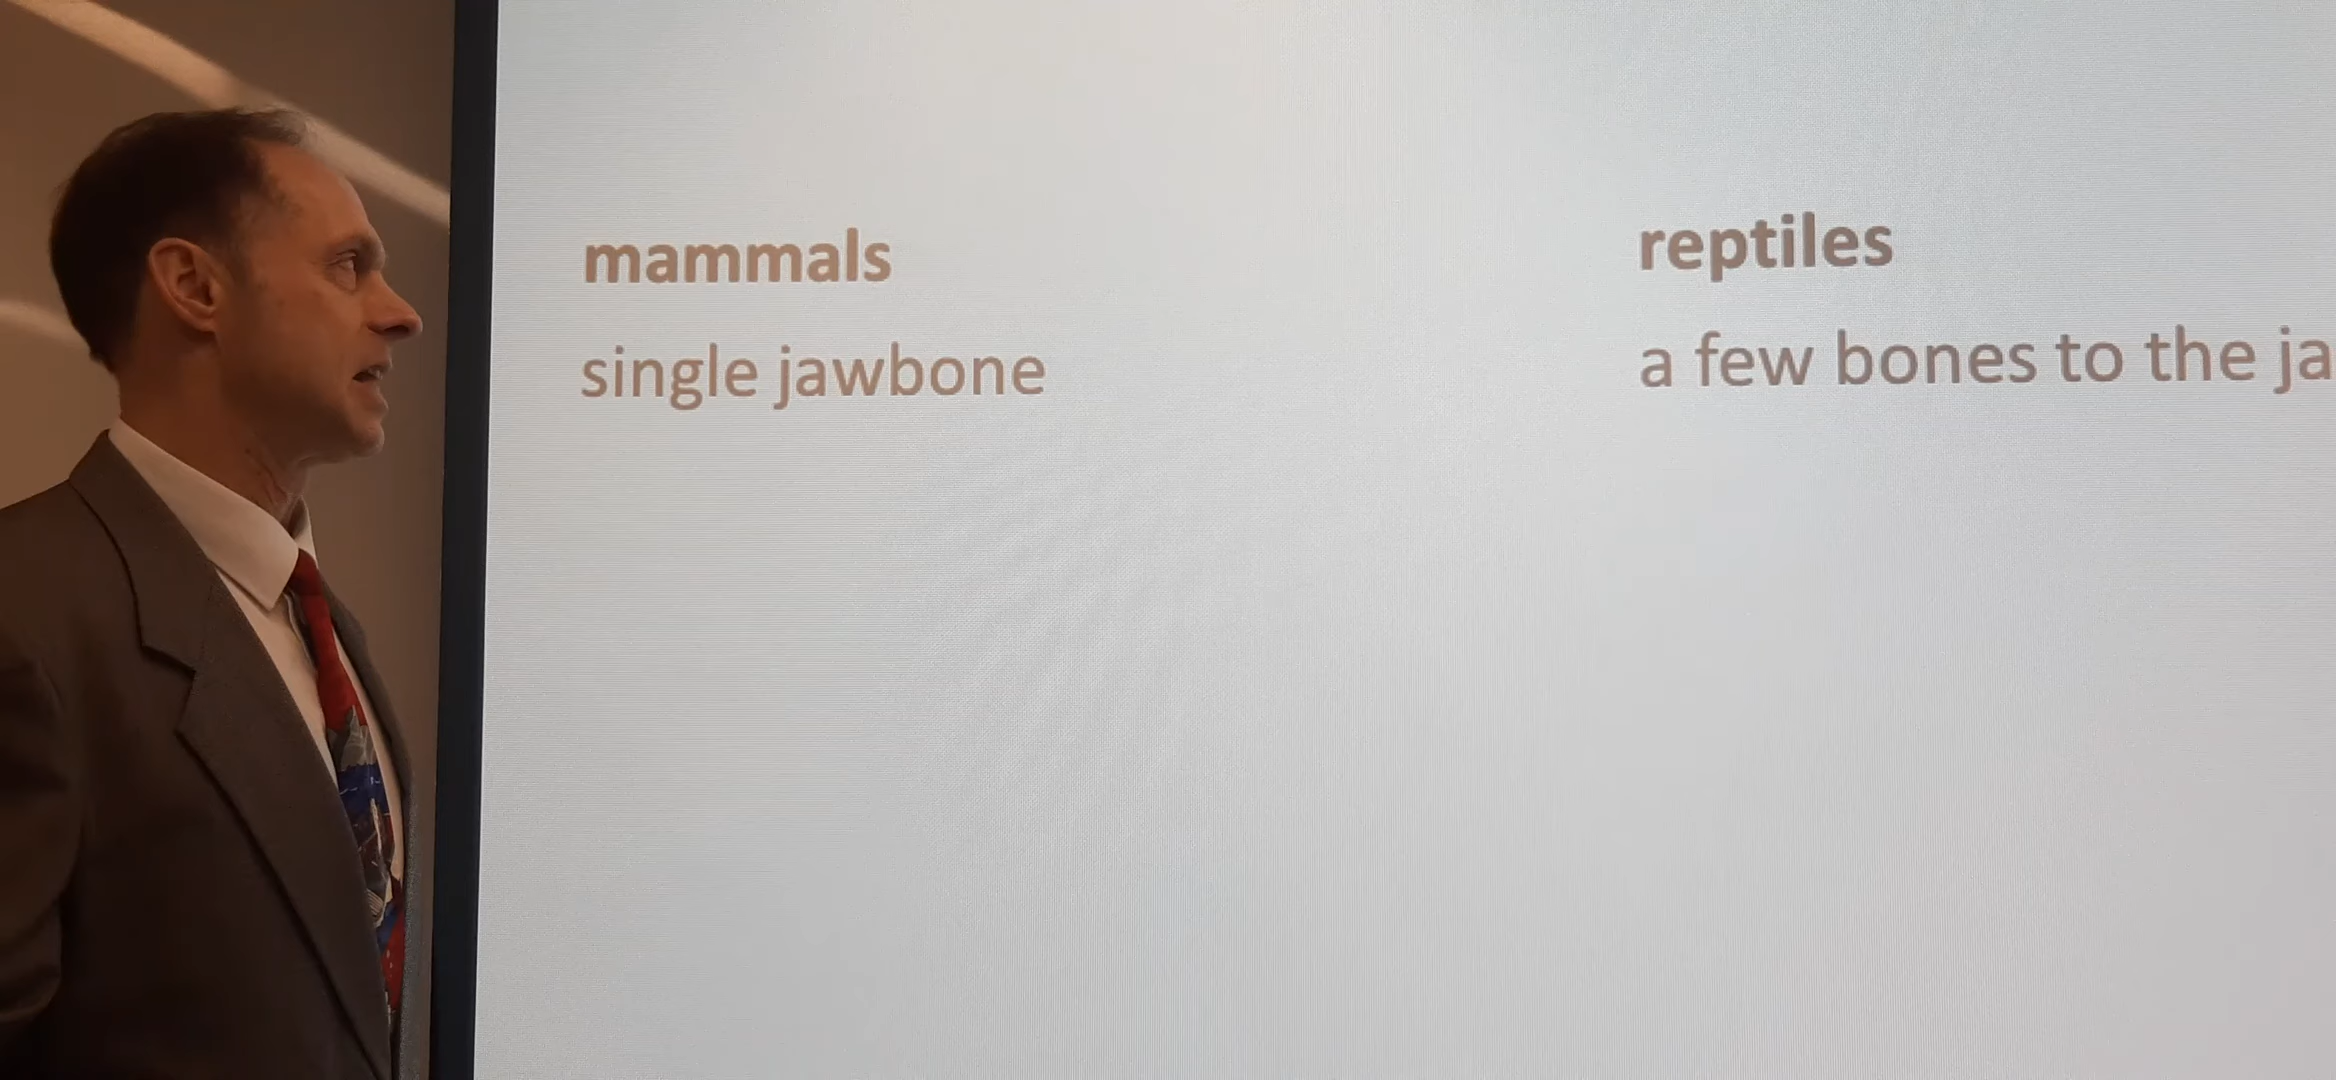 mammals
single jawbone
reptiles
a few bones to the